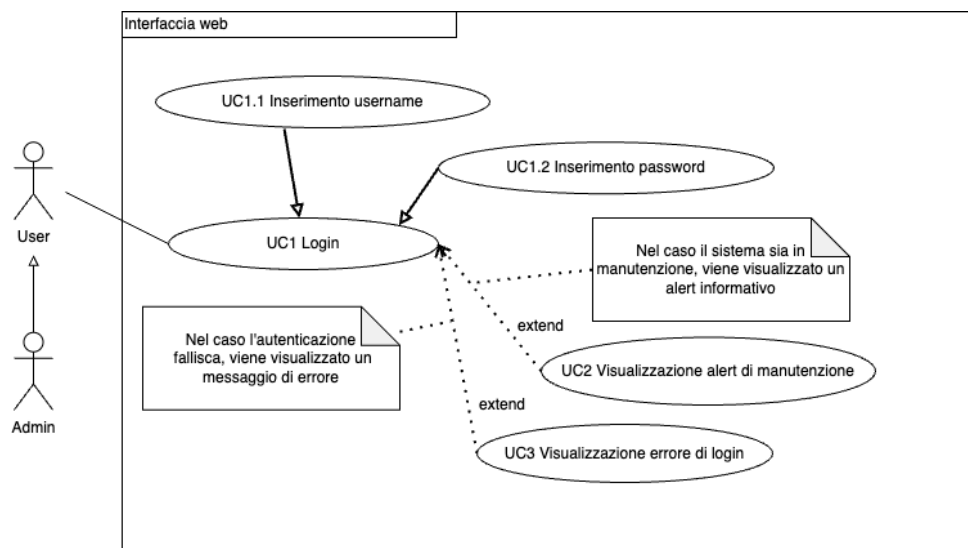 Interfaccia web
UC1.1 Inserimento username
UC1.2 Inserimento password
User
UC1 Login
Nel caso il sistema sia in
manutenzione, viene visualizzato un
alert informativo
Nel caso l'autenticazione
fallisca, viene visualizzato un
messaggio di errore
extend
UC2 Visualizzazione alert di manutenzione
extend
Admin
UC3 Visualizzazione errore di login